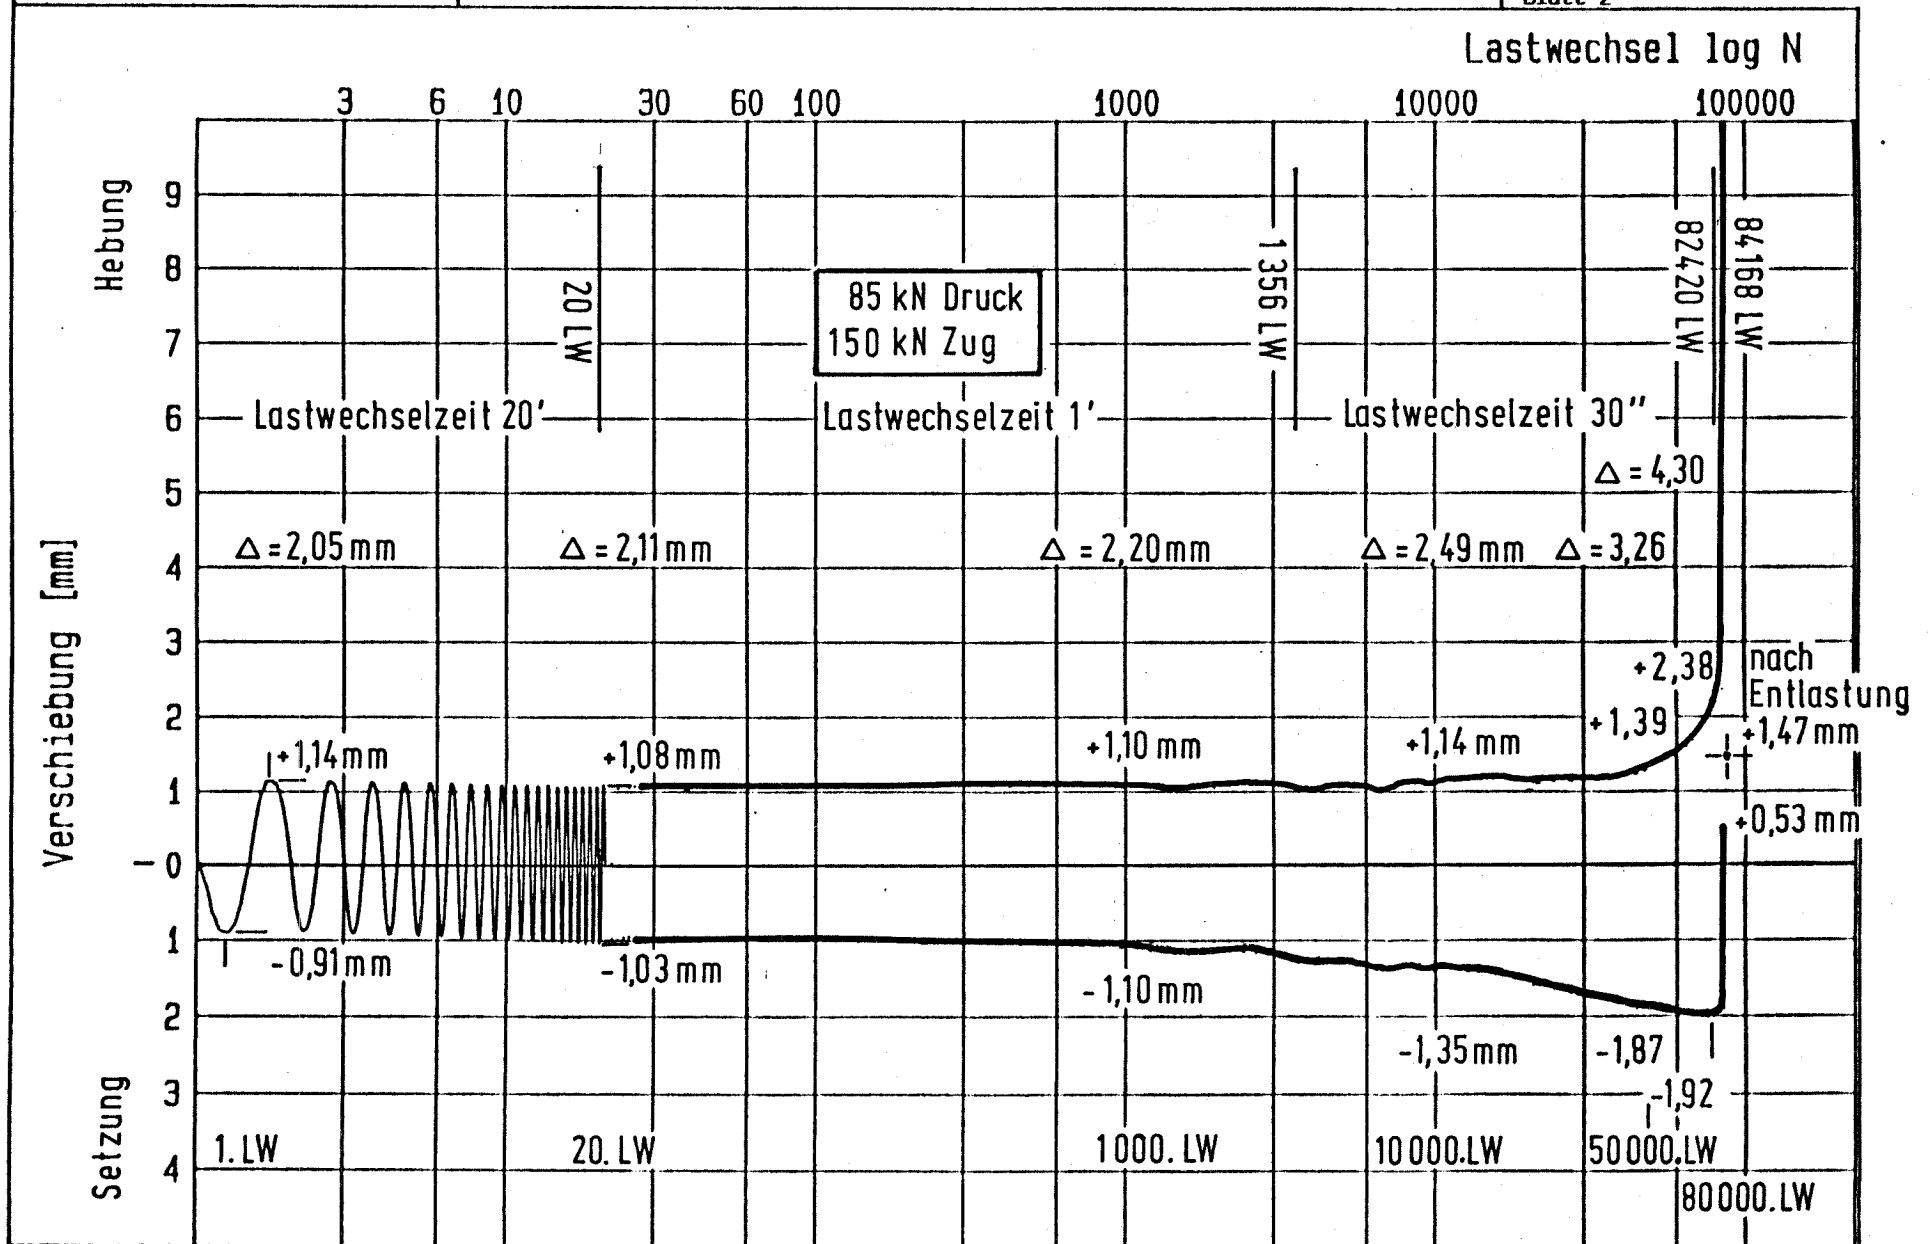 Lastwechsel log N
3 6 10 30 60 100 1000 10000 100000
Hebung
9
8
7
6
5
4
3
2
1
- 0
1
2
3
4
Verschiebung [mm]
Setzung
20 LW
85 kN Druck
150 kN Zug
1356 LW
82420 LW
84168 LW
Lastwechselzeit 20'
Lastwechselzeit 1'
Lastwechselzeit 30"
Δ = 4,30
Δ = 2,05 mm
Δ = 2,11 mm
Δ = 2,20 mm
Δ = 2,49 mm
Δ = 3,26
+2,38
nach
Entlastung
+1,47 mm
+1,39
+1,14 mm
+1,08 mm
+1,10 mm
+1,14 mm
+0,53 mm
-0,91 mm
-1,03 mm
-1,10 mm
-1,35 mm
-1,87
-1,92
1. LW
20. LW
1000. LW
10000. LW
50000. LW
80000. LW